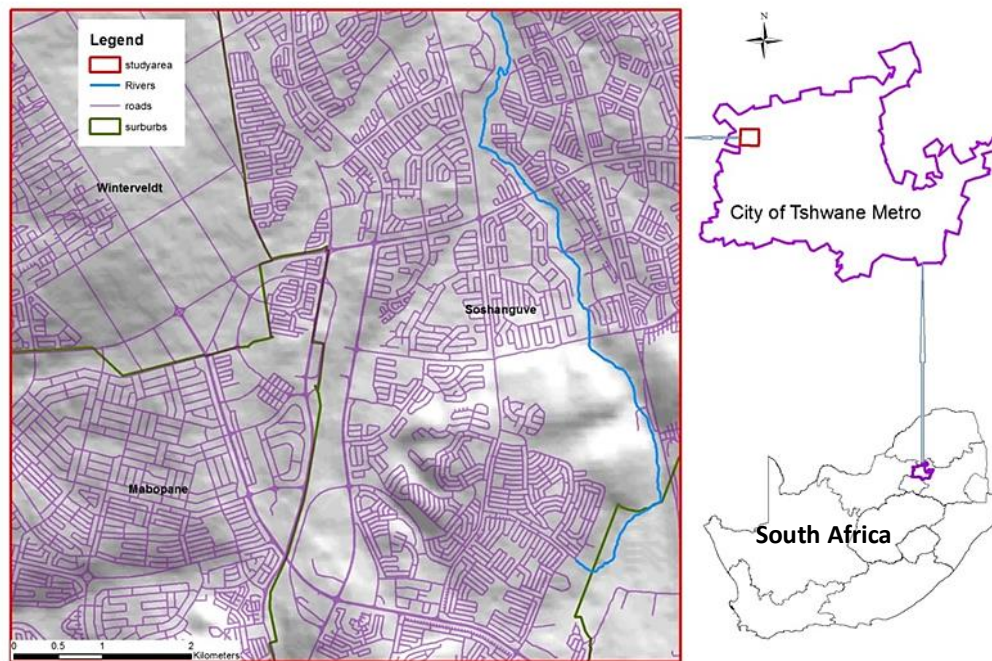 Legend
studyarea
Rivers
roads
surburbs
Winterveldt
Soshanguve
Mabopane
0 0.5 1 2
Kilometers
N
City of Tshwane Metro
South Africa